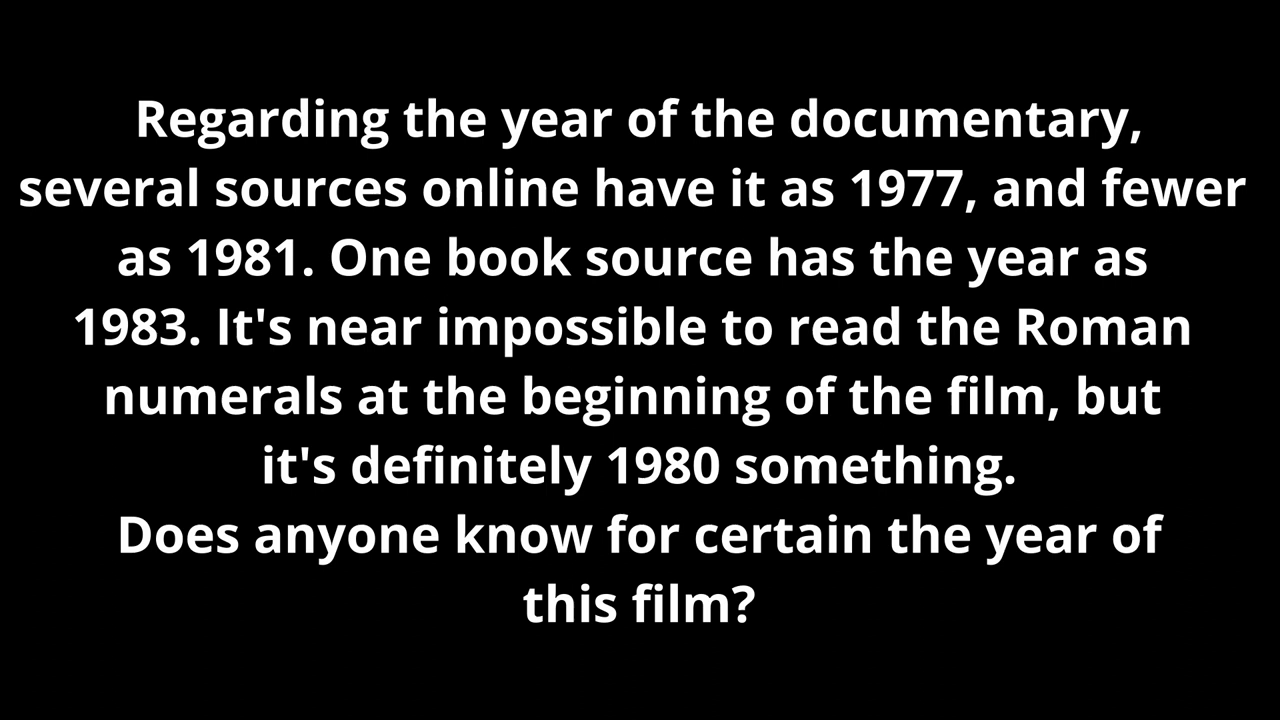 Regarding the year of the documentary,
several sources online have it as 1977, and fewer
as 1981. One book source has the year as
1983. It's near impossible to read the Roman
numerals at the beginning of the film, but
it's definitely 1980 something.
Does anyone know for certain the year of
this film?